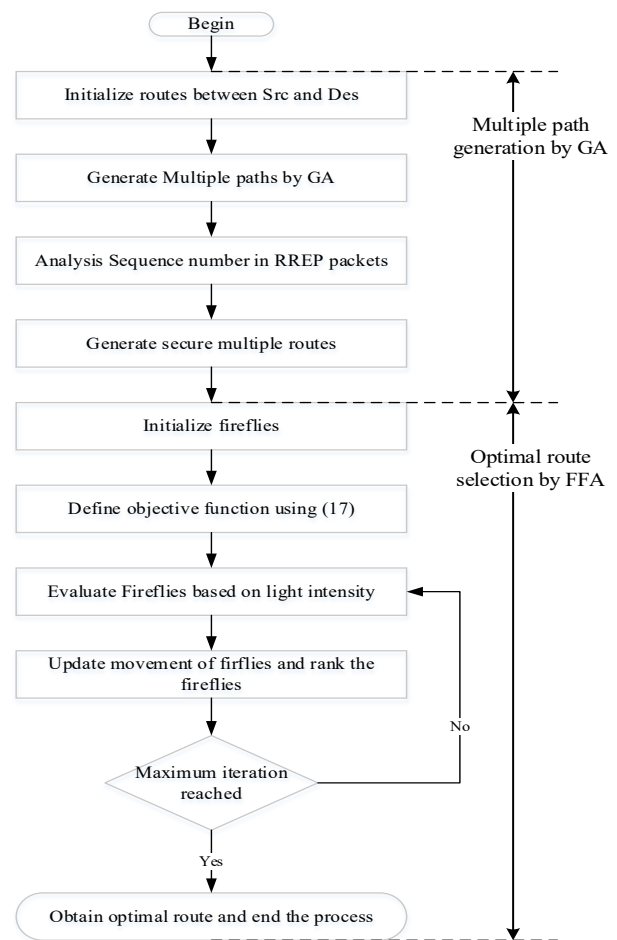 Begin
Initialize routes between Src and Des
Multiple path
generation by GA
Generate Multiple paths by GA
Analysis Sequence number in RREP packets
Generate secure multiple routes
Initialize fireflies
Optimal route
selection by FFA
Define objective function using (17)
Evaluate Fireflies based on light intensity
Update movement of firflies and rank the
fireflies
No
Maximum iteration
reached
Yes
Obtain optimal route and end the process